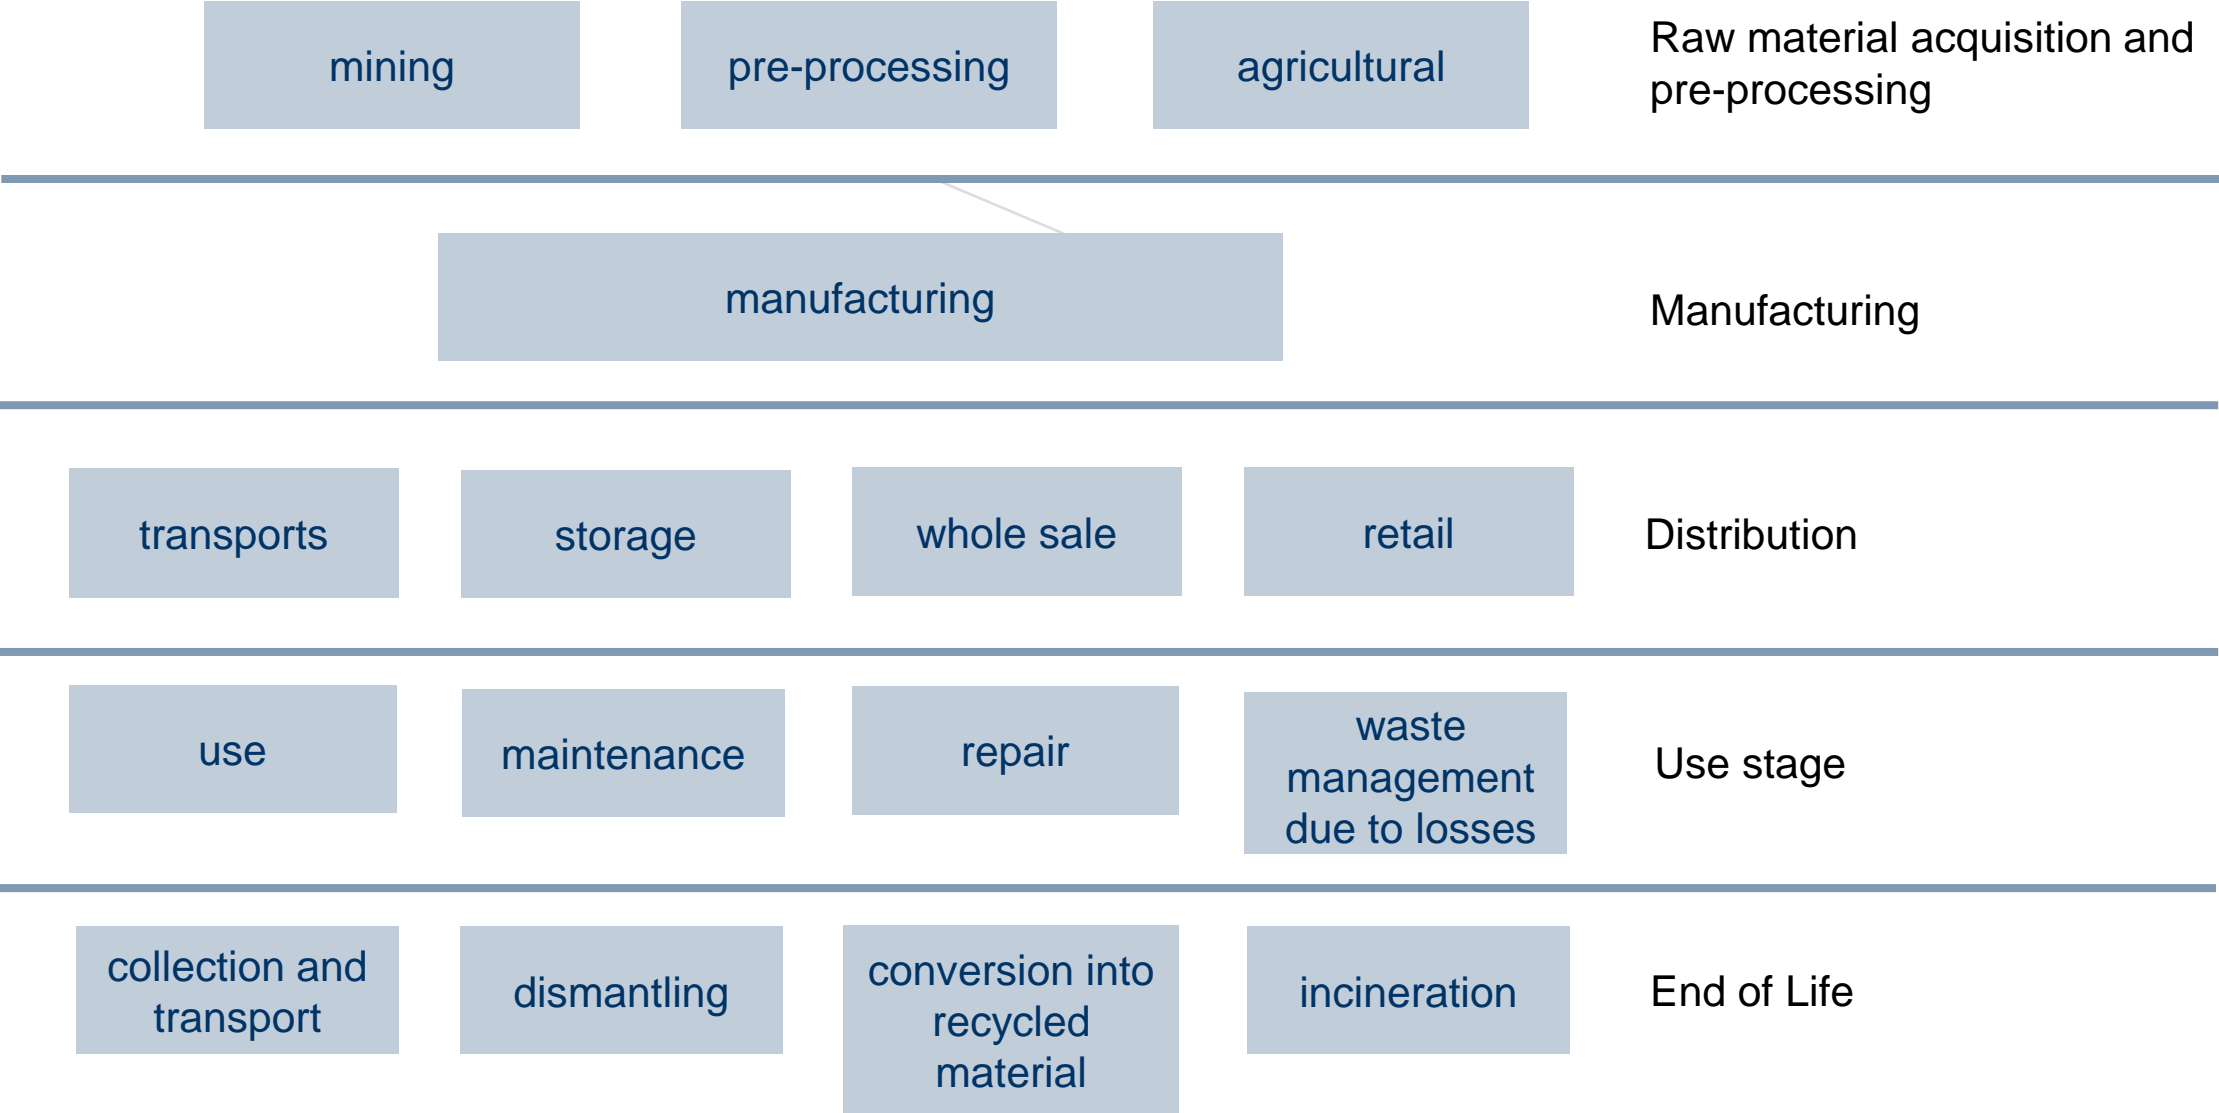 mining
pre-processing
agricultural
Raw material acquisition and
pre-processing
manufacturing
Manufacturing
transports
storage
whole sale
retail
Distribution
use
maintenance
repair
waste
management
due to losses
Use stage
collection and
transport
dismantling
conversion into
recycled
material
incineration
End of Life